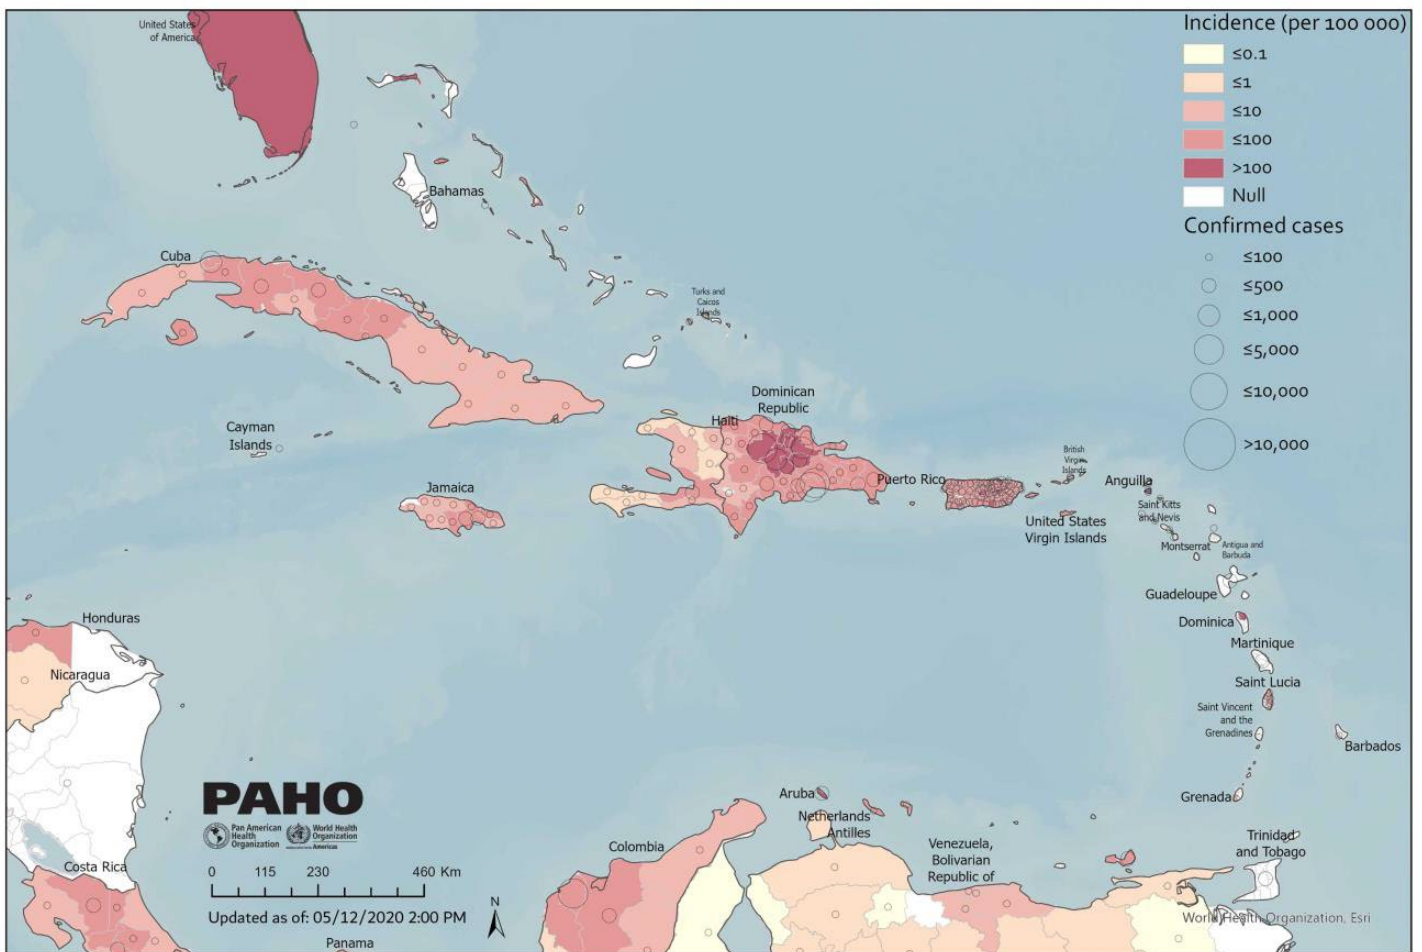 United States
of America
Incidence (per 100 000)
≤0.1
≤1
≤10
≤100
>100
Null
Confirmed cases
≤100
≤500
≤1,000
≤5,000
≤10,000
>10,000
Bahamas
Cuba
Turks and
Caicos
Islands
Cayman
Islands
Dominican
Republic
Haiti
Jamaica
Puerto Rico
British
Virgin
Islands
United States
Virgin Islands
Anguilla
Saint Kitts
and Nevis
Montserrat
Antigua and
Barbuda
Guadeloupe
Dominica
Martinique
Saint Lucia
Saint Vincent
and the
Grenadines
Barbados
Grenada
Trinidad
and Tobago
Honduras
Nicaragua
Costa Rica
Panama
Colombia
Aruba
Netherlands
Antilles
Venezuela,
Bolivarian
Republic of
PAHO
Pan American
Health
Organization
World Health
Organization
Americas
0 115 230 460 Km
Updated as of: 05/12/2020 2:00 PM
N
World Health Organization, Esri